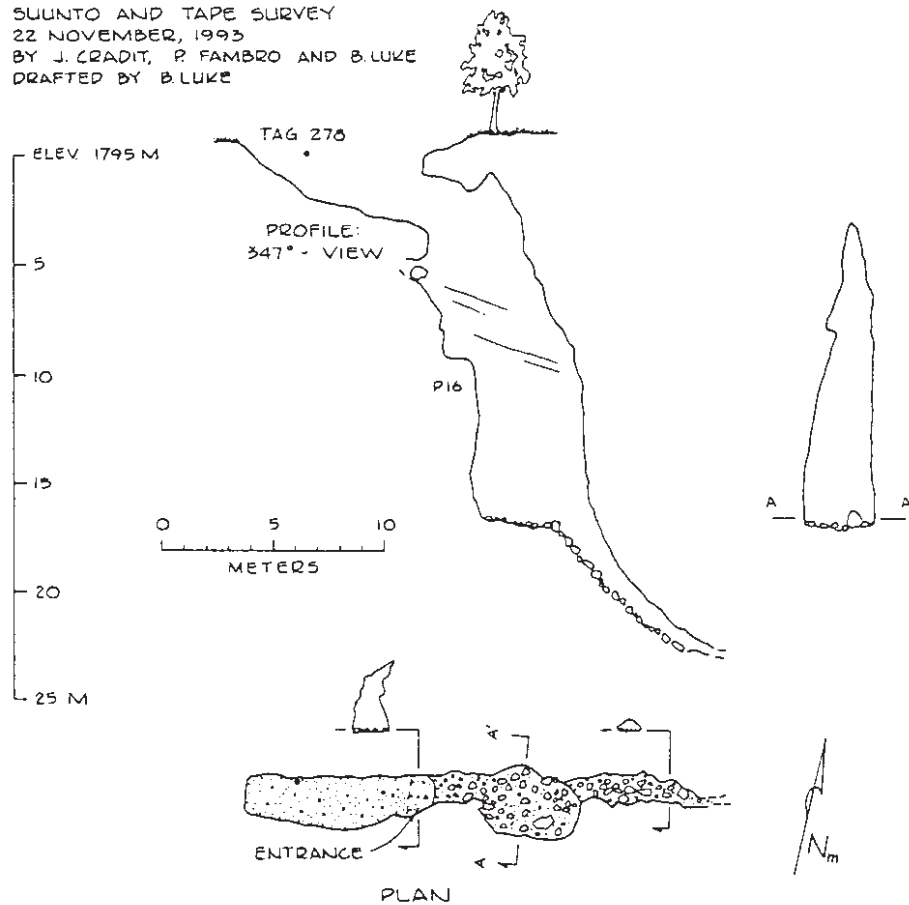 SUUNTO AND TAPE SURVEY
22 NOVEMBER, 1993
BY J. CRADIT, P. FAMBRO AND B. LUKE
DRAFTED BY B. LUKE
TAG 278
ELEV. 1795 M
PROFILE:
347° - VIEW
5
10
P16
15
A A'
0 5 10
METERS
20
25 M
A'
A
ENTRANCE
Nm
PLAN